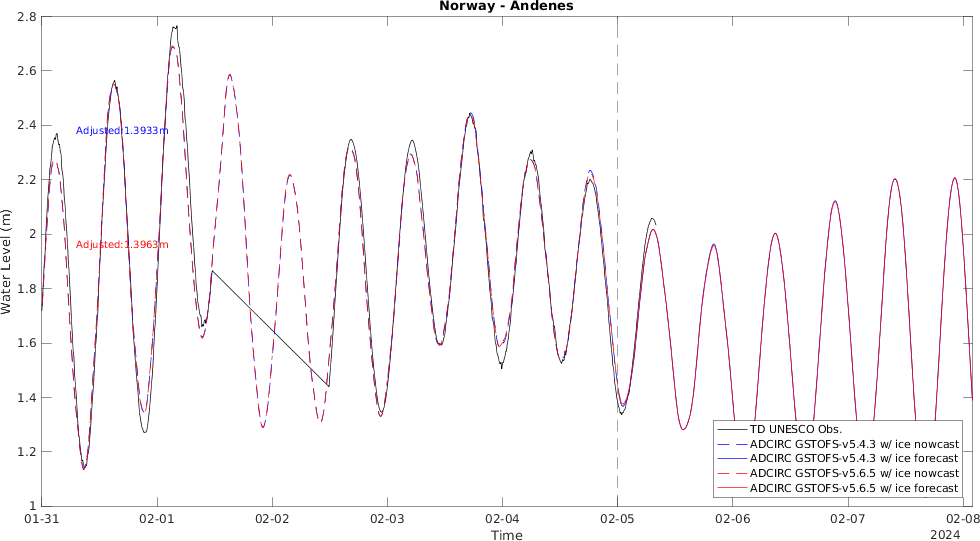 Norway - Andenes
2.8
2.6
2.4
2.2
2
1.8
1.6
1.4
1.2
1
Water Level (m)
Adjusted:1.3933m
Adjusted:1.3963m
TD UNESCO Obs.
ADCIRC GSTOFS-v5.4.3 w/ ice nowcast
ADCIRC GSTOFS-v5.4.3 w/ ice forecast
ADCIRC GSTOFS-v5.6.5 w/ ice nowcast
ADCIRC GSTOFS-v5.6.5 w/ ice forecast
01-31 02-01 02-02 02-03 02-04 02-05 02-06 02-07 02-08
Time
2024